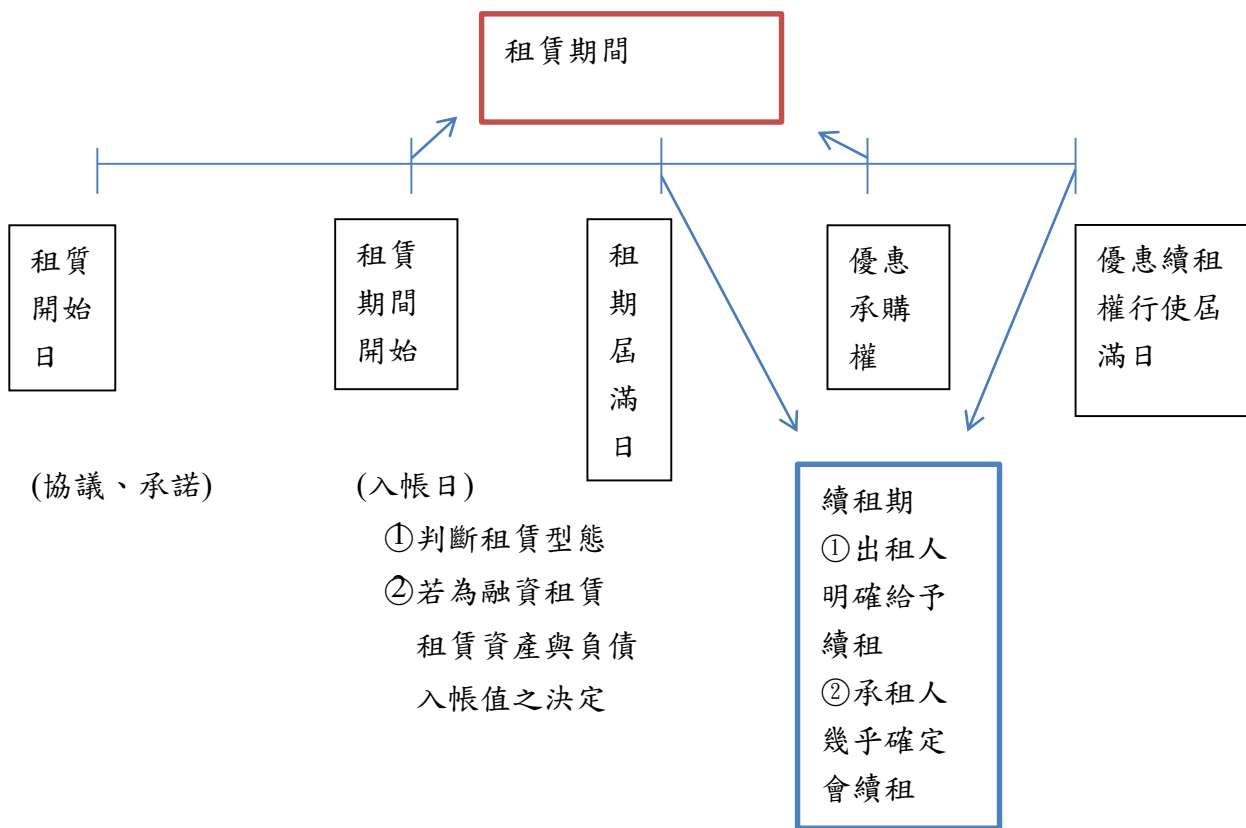 租賃期間
租質
開始
日
租賃
期間
開始
租
期
屆
滿
日
優惠
承購
權
優惠續租
權行使屆
滿日
(協議、承諾)
(入帳日)
①判斷租賃型態
②若為融資租賃
租賃資產與負債
入帳值之決定
續租期
①出租人
明確給予
續租
②承租人
幾乎確定
會續租